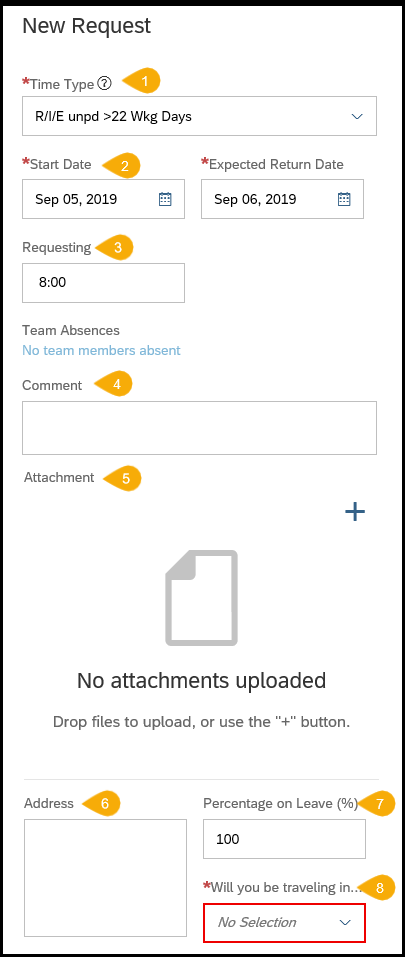 New Request
*Time Type ? 1
R/I/E unpd >22 Wkg Days
*Start Date 2 *Expected Return Date
Sep 05, 2019 Sep 06, 2019
Requesting 3
8:00
Team Absences
No team members absent
Comment 4
Attachment 5
+
No attachments uploaded
Drop files to upload, or use the "+" button.
Address 6 Percentage on Leave (%) 7
100
*Will you be traveling in... 8
No Selection